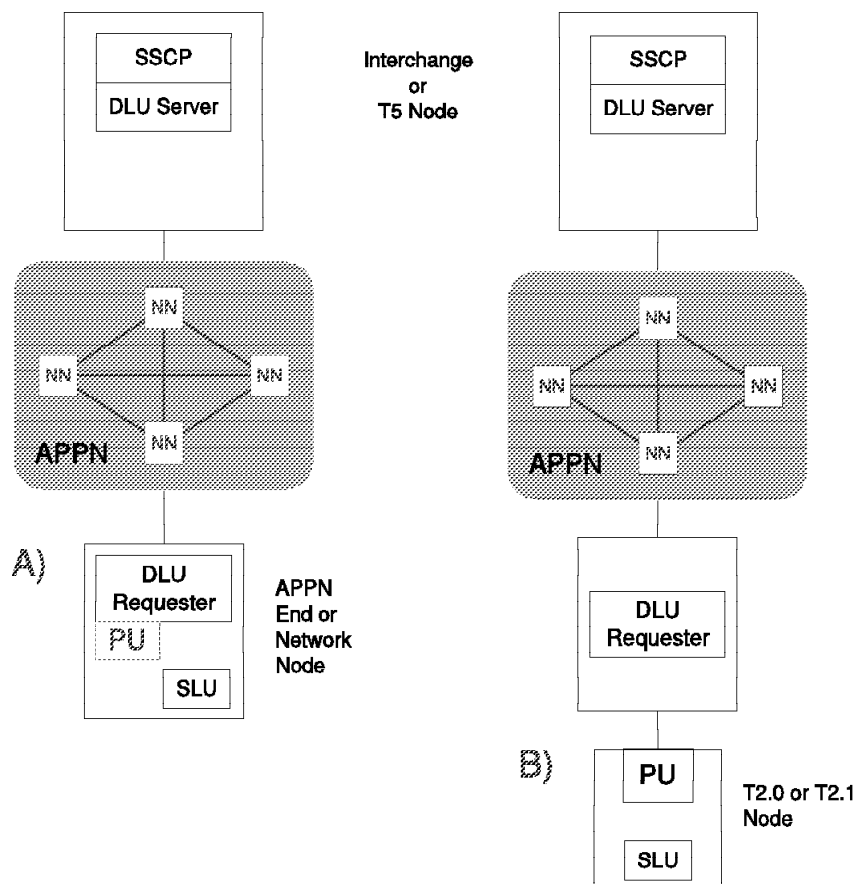 SSCP
DLU Server
Interchange
or
T5 Node
SSCP
DLU Server
NN
NN
NN
NN
APPN
NN
NN
NN
NN
APPN
A)
DLU
Requester
PU
SLU
APPN
End or
Network
Node
DLU
Requester
B)
PU
SLU
T2.0 or T2.1
Node